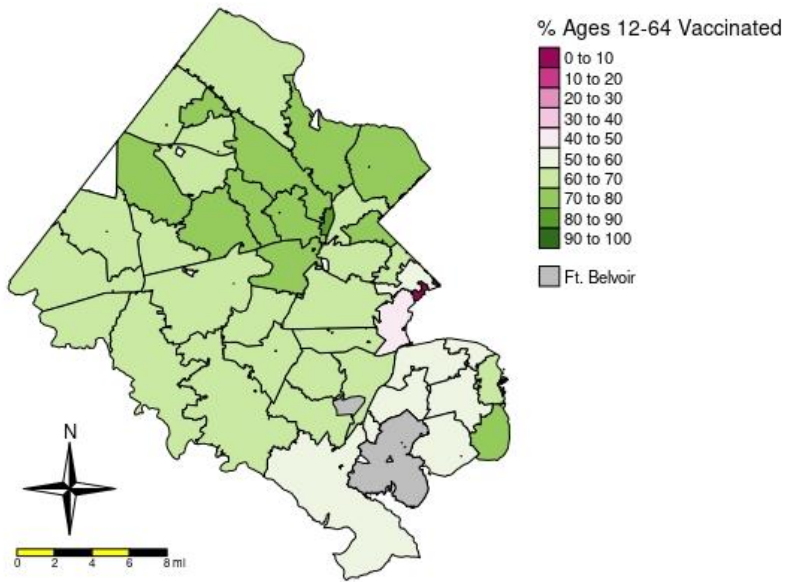 % Ages 12-64 Vaccinated
0 to 10
10 to 20
20 to 30
30 to 40
40 to 50
50 to 60
60 to 70
70 to 80
80 to 90
90 to 100
Ft. Belvoir
N
0 2 4 6 8 mi